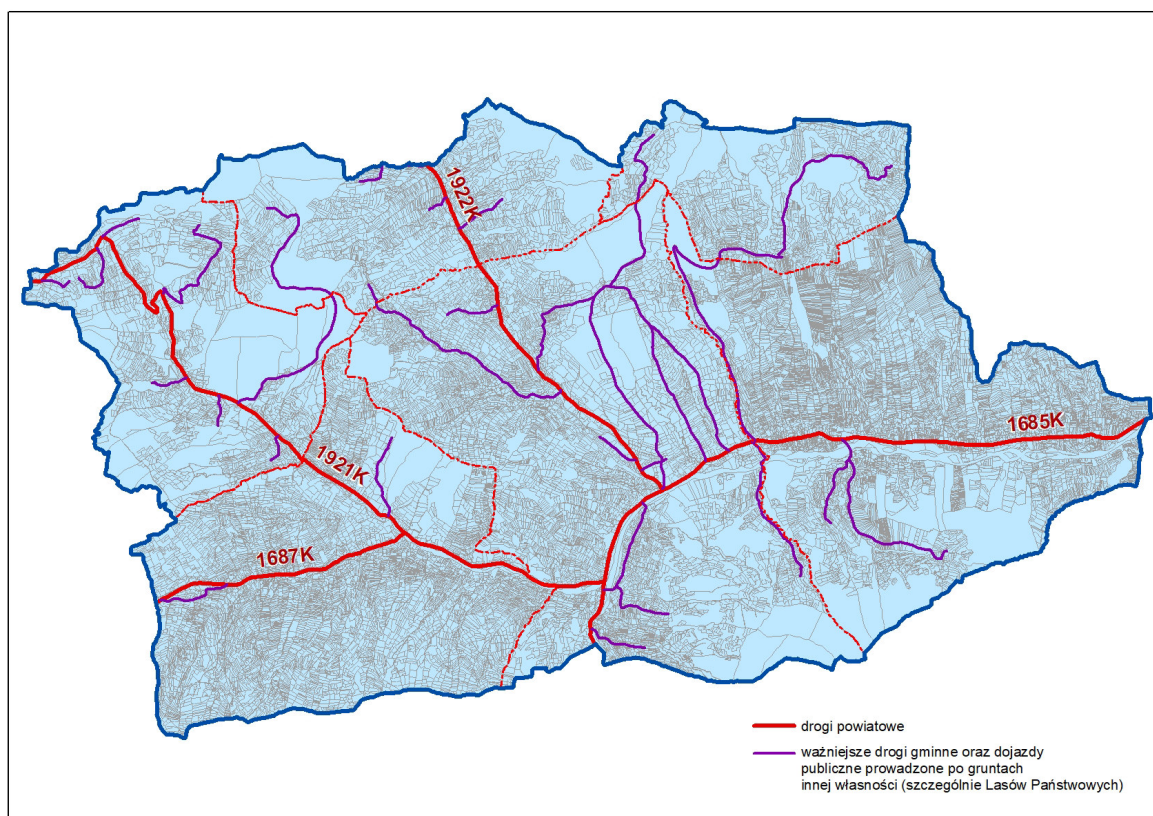 1922K
1685K
1921K
1687K
drogi powiatowe
ważniejsze drogi gminne oraz dojazdy
publiczne prowadzone po gruntach
innej własności (szczególnie Lasów Państwowych)